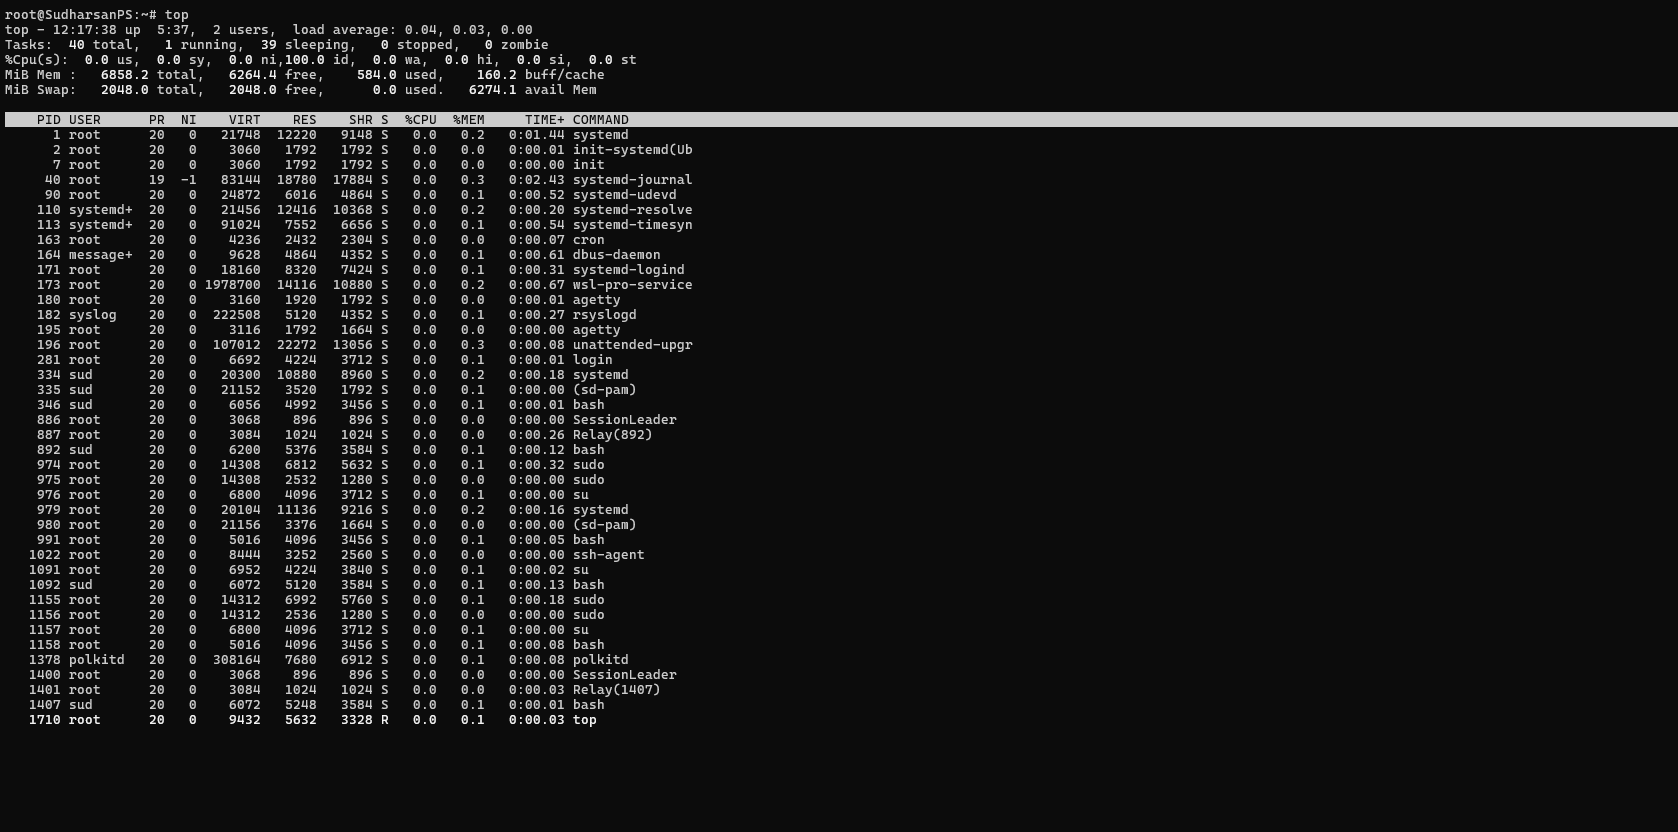 root@SudharsanPS:~# top
top - 12:17:38 up  5:37,  2 users,  load average: 0.04, 0.03, 0.00
Tasks:  40 total,   1 running,  39 sleeping,   0 stopped,   0 zombie
%Cpu(s):  0.0 us,  0.0 sy,  0.0 ni,100.0 id,  0.0 wa,  0.0 hi,  0.0 si,  0.0 st
MiB Mem :   6858.2 total,   6264.4 free,    584.0 used,    160.2 buff/cache
MiB Swap:   2048.0 total,   2048.0 free,      0.0 used.   6274.1 avail Mem
    PID USER      PR  NI    VIRT    RES    SHR S  %CPU  %MEM     TIME+ COMMAND
      1 root      20   0   21748  12220   9148 S   0.0   0.2   0:01.44 systemd
      2 root      20   0    3060   1792   1792 S   0.0   0.0   0:00.01 init-systemd(Ub
      7 root      20   0    3060   1792   1792 S   0.0   0.0   0:00.00 init
     40 root      19  -1   83144  18780  17884 S   0.0   0.3   0:02.43 systemd-journal
     90 root      20   0   24872   6016   4864 S   0.0   0.1   0:00.52 systemd-udevd
    110 systemd+  20   0   21456  12416  10368 S   0.0   0.2   0:00.20 systemd-resolve
    113 systemd+  20   0   91024   7552   6656 S   0.0   0.1   0:00.54 systemd-timesyn
    163 root      20   0    4236   2432   2304 S   0.0   0.0   0:00.07 cron
    164 message+  20   0    9628   4864   4352 S   0.0   0.1   0:00.61 dbus-daemon
    171 root      20   0   18160   8320   7424 S   0.0   0.1   0:00.31 systemd-logind
    173 root      20   0 1978700  14116  10880 S   0.0   0.2   0:00.67 wsl-pro-service
    180 root      20   0    3160   1920   1792 S   0.0   0.0   0:00.01 agetty
    182 syslog    20   0  222508   5120   4352 S   0.0   0.1   0:00.27 rsyslogd
    195 root      20   0    3116   1792   1664 S   0.0   0.0   0:00.00 agetty
    196 root      20   0  107012  22272  13056 S   0.0   0.3   0:00.08 unattended-upgr
    281 root      20   0    6692   4224   3712 S   0.0   0.1   0:00.01 login
    334 sud       20   0   20300  10880   8960 S   0.0   0.2   0:00.18 systemd
    335 sud       20   0   21152   3520   1792 S   0.0   0.1   0:00.00 (sd-pam)
    346 sud       20   0    6056   4992   3456 S   0.0   0.1   0:00.01 bash
    886 root      20   0    3068    896    896 S   0.0   0.0   0:00.00 SessionLeader
    887 root      20   0    3084   1024   1024 S   0.0   0.0   0:00.26 Relay(892)
    892 sud       20   0    6200   5376   3584 S   0.0   0.1   0:00.12 bash
    974 root      20   0   14308   6812   5632 S   0.0   0.1   0:00.32 sudo
    975 root      20   0   14308   2532   1280 S   0.0   0.0   0:00.00 sudo
    976 root      20   0    6800   4096   3712 S   0.0   0.1   0:00.00 su
    979 root      20   0   20104  11136   9216 S   0.0   0.2   0:00.16 systemd
    980 root      20   0   21156   3376   1664 S   0.0   0.0   0:00.00 (sd-pam)
    991 root      20   0    5016   4096   3456 S   0.0   0.1   0:00.05 bash
   1022 root      20   0    8444   3252   2560 S   0.0   0.0   0:00.00 ssh-agent
   1091 root      20   0    6952   4224   3840 S   0.0   0.1   0:00.02 su
   1092 sud       20   0    6072   5120   3584 S   0.0   0.1   0:00.13 bash
   1155 root      20   0   14312   6992   5760 S   0.0   0.1   0:00.18 sudo
   1156 root      20   0   14312   2536   1280 S   0.0   0.0   0:00.00 sudo
   1157 root      20   0    6800   4096   3712 S   0.0   0.1   0:00.00 su
   1158 root      20   0    5016   4096   3456 S   0.0   0.1   0:00.08 bash
   1378 polkitd   20   0  308164   7680   6912 S   0.0   0.1   0:00.08 polkitd
   1400 root      20   0    3068    896    896 S   0.0   0.0   0:00.00 SessionLeader
   1401 root      20   0    3084   1024   1024 S   0.0   0.0   0:00.03 Relay(1407)
   1407 sud       20   0    6072   5248   3584 S   0.0   0.1   0:00.01 bash
   1710 root      20   0    9432   5632   3328 R   0.0   0.1   0:00.03 top